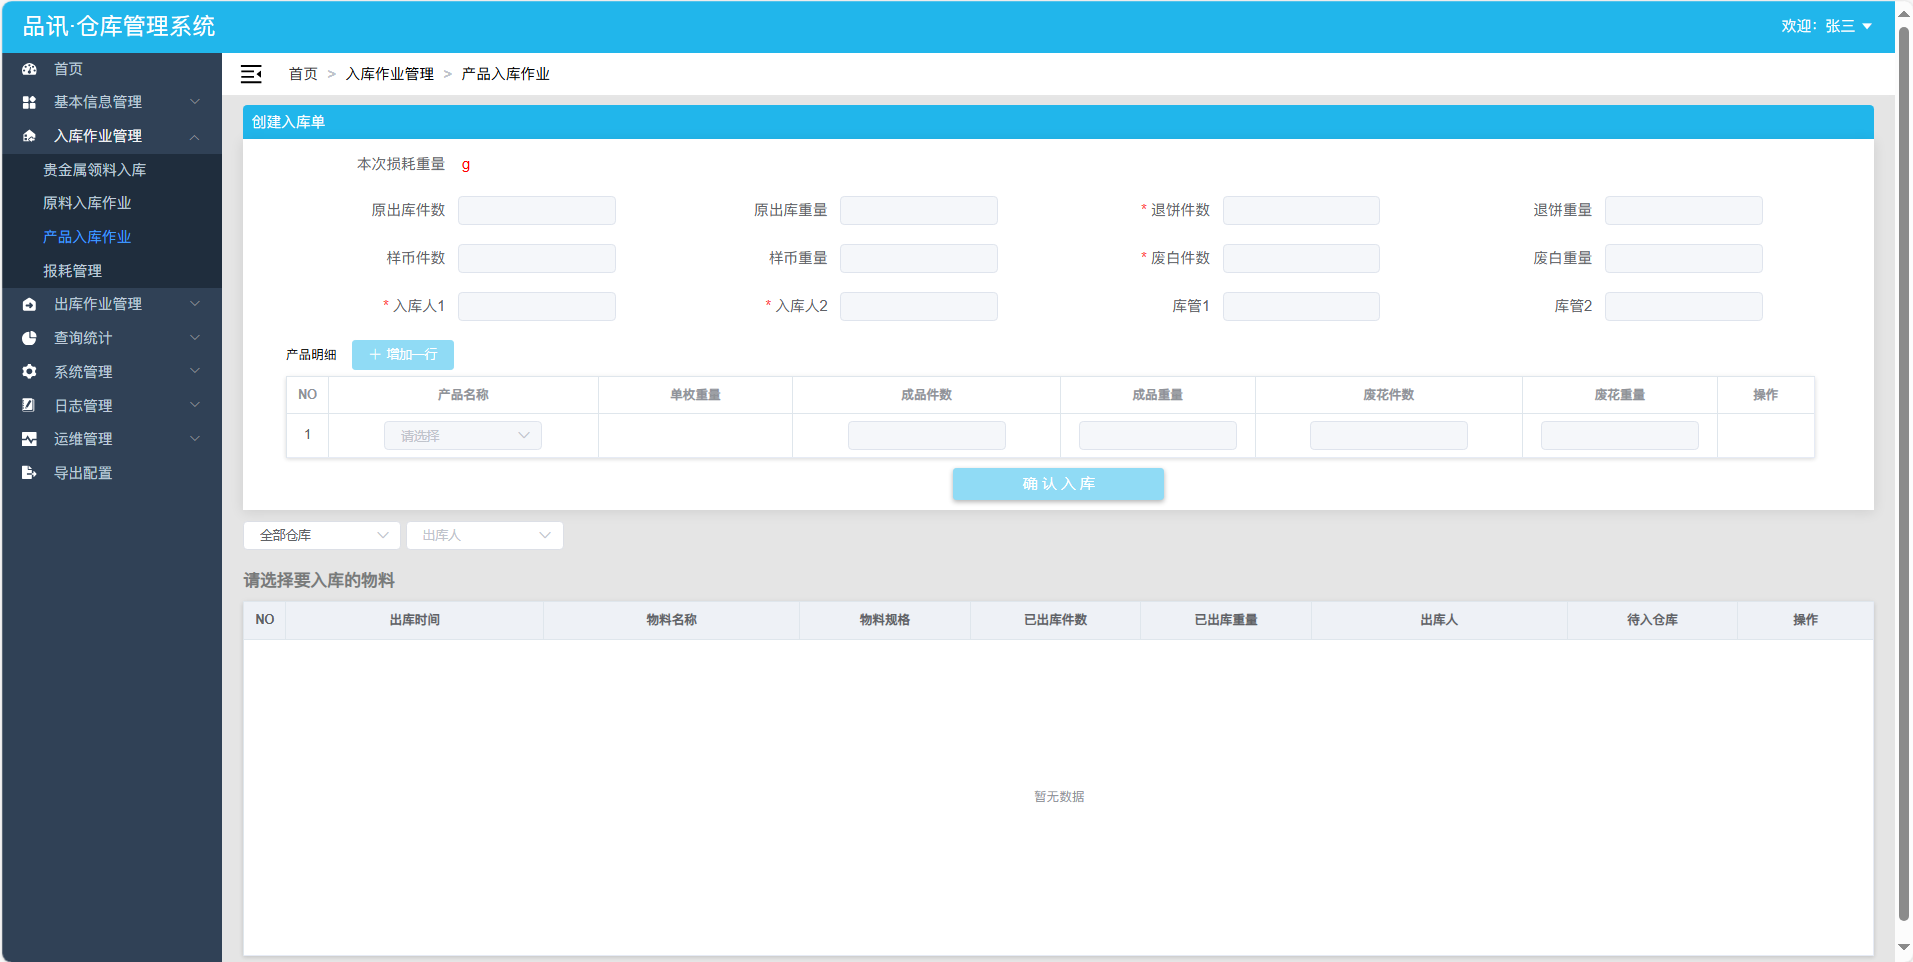 品讯·仓库管理系统
欢迎：张三
首页
基本信息管理
入库作业管理
贵金属领料入库
原料入库作业
产品入库作业
报耗管理
出库作业管理
查询统计
系统管理
日志管理
运维管理
导出配置
首页 > 入库作业管理 > 产品入库作业
创建入库单
本次损耗重量 g
原出库件数 原出库重量 * 退饼件数 退饼重量
样币件数 样币重量 * 废白件数 废白重量
* 入库人1 * 入库人2 库管1 库管2
产品明细 + 增加一行
NO 产品名称 单枚重量 成品件数 成品重量 废花件数 废花重量 操作
1 请选择
确认入库
全部仓库 出库人
请选择要入库的物料
NO 出库时间 物料名称 物料规格 已出库件数 已出库重量 出库人 待入仓库 操作
暂无数据